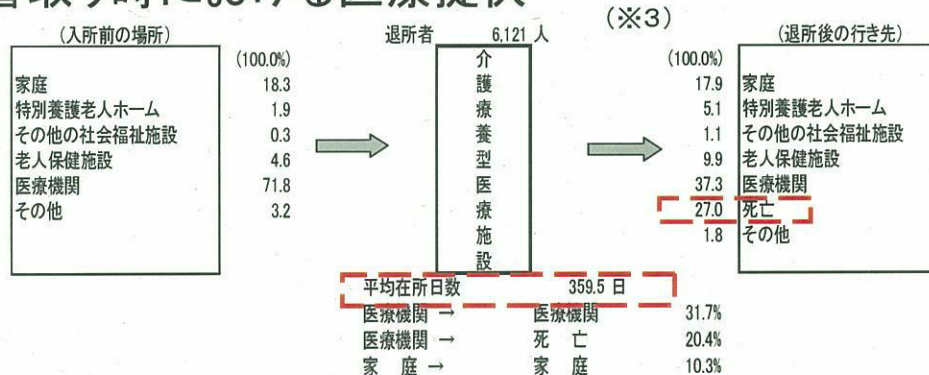 (※3)
退所者 6,121 人
(入所前の場所)
(100.0%)
家庭 18.3
特別養護老人ホーム 1.9
その他の社会福祉施設 0.3
老人保健施設 4.6
医療機関 71.8
その他 3.2
介
護
療
養
型
医
療
施
設
(退所後の行き先)
(100.0%)
17.9 家庭
5.1 特別養護老人ホーム
1.1 その他の社会福祉施設
9.9 老人保健施設
37.3 医療機関
27.0 死亡
1.8 その他
平均在所日数 359.5 日
医療機関 → 医療機関 31.7%
医療機関 → 死 亡 20.4%
家 庭 → 家 庭 10.3%